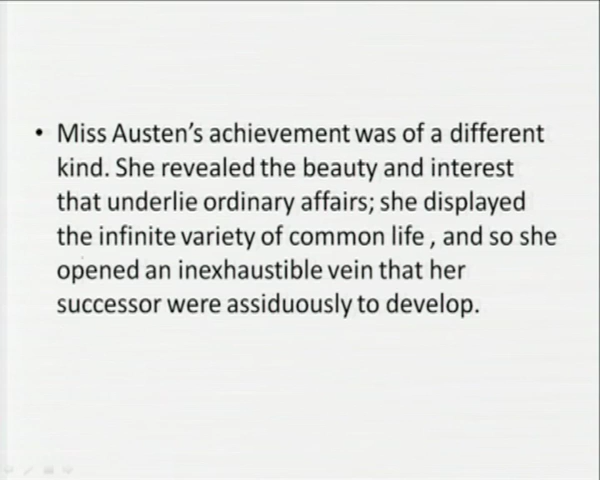 • Miss Austen's achievement was of a different
kind. She revealed the beauty and interest
that underlie ordinary affairs; she displayed
the infinite variety of common life , and so she
opened an inexhaustible vein that her
successor were assiduously to develop.